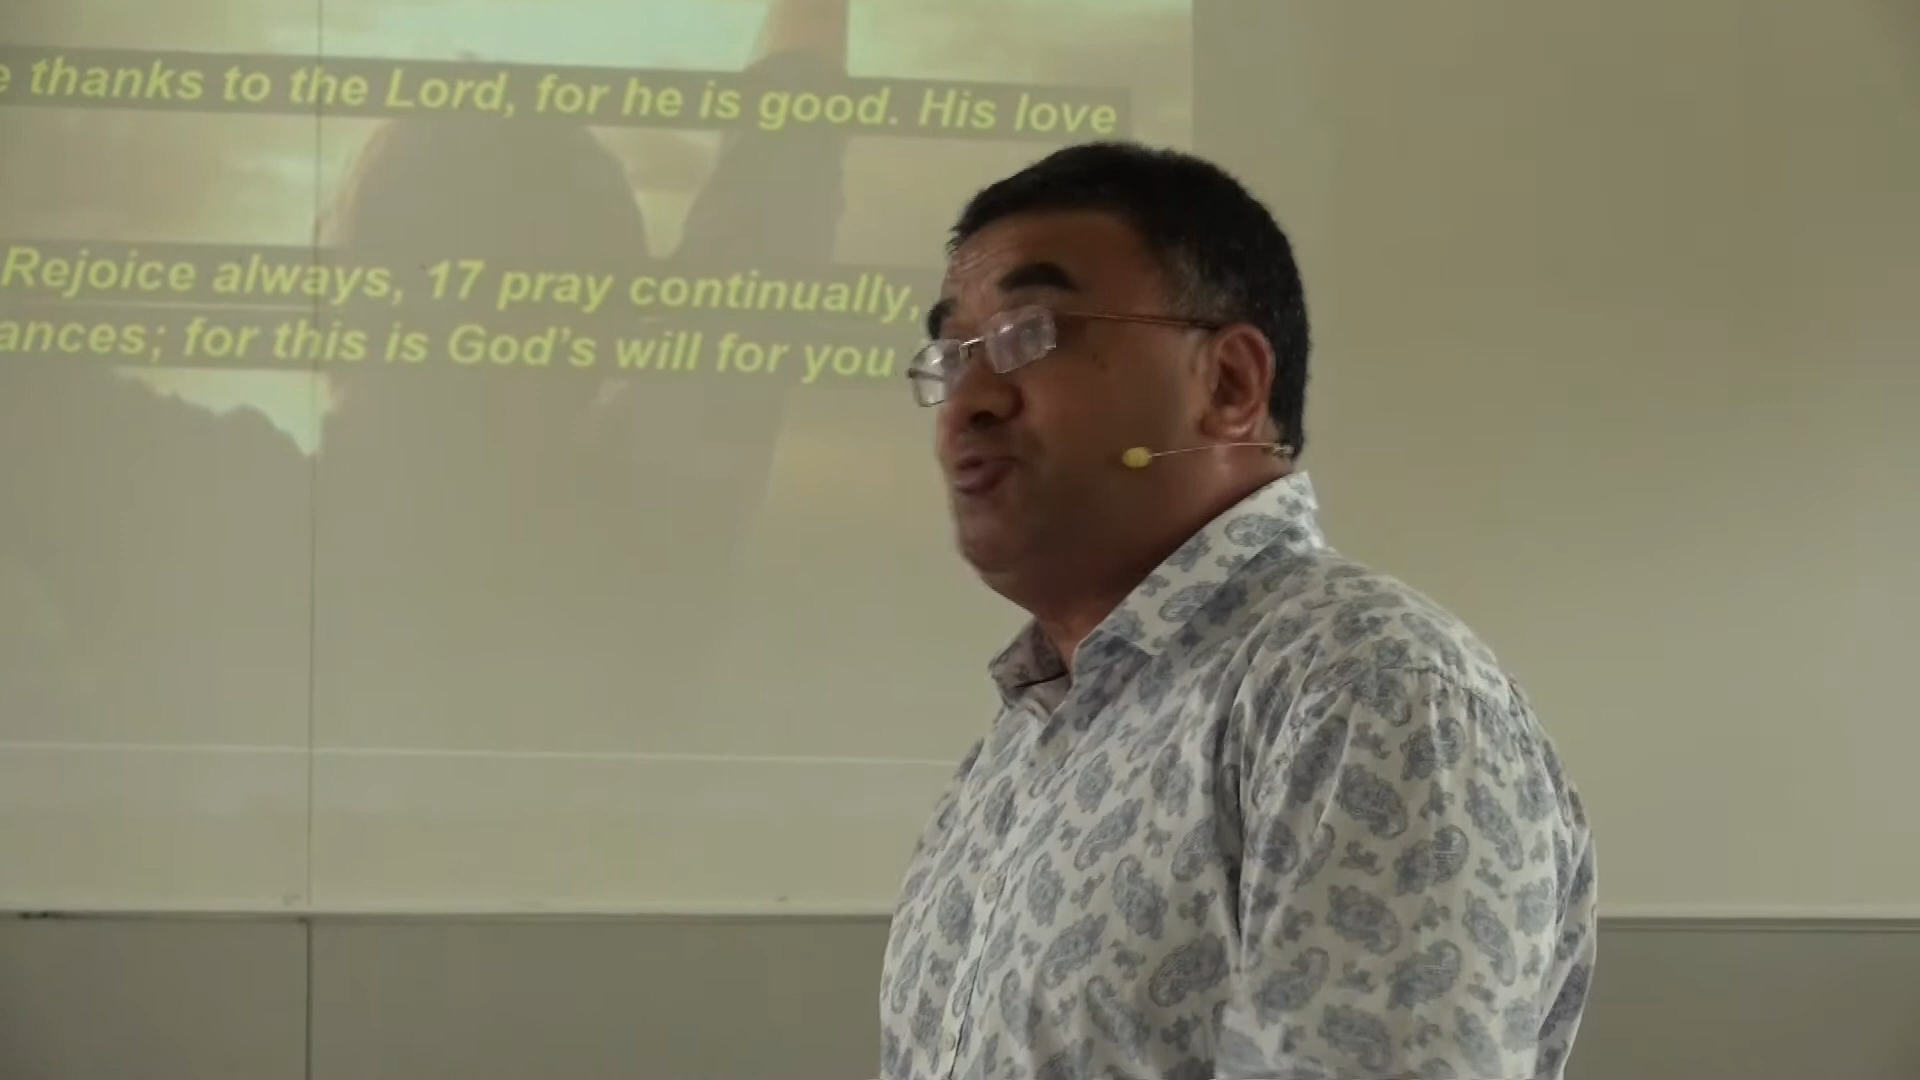 thanks to the Lord, for he is good. His love
Rejoice always, 17 pray continually,
for this is God's will for you